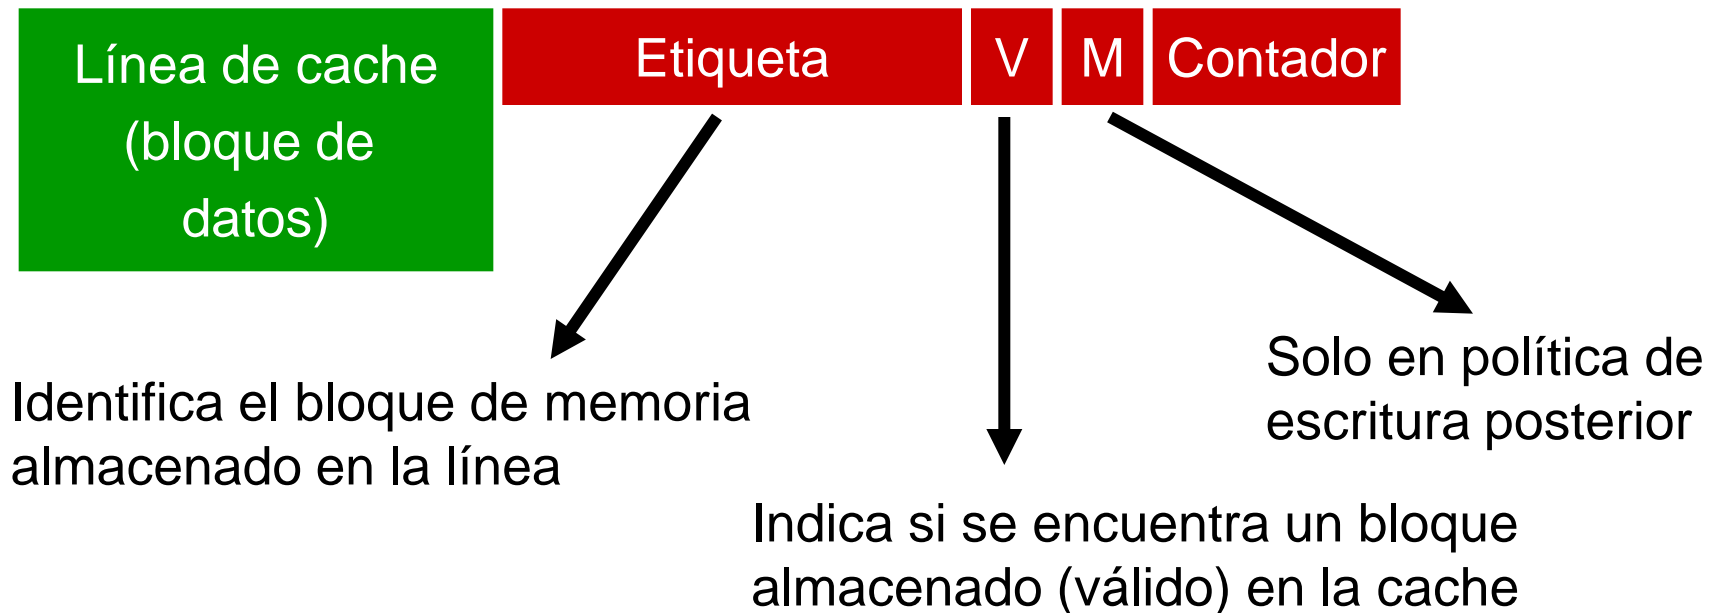 Línea de cache
(bloque de
datos)
Etiqueta
V
M
Contador
Identifica el bloque de memoria
almacenado en la línea
Indica si se encuentra un bloque
almacenado (válido) en la cache
Solo en política de
escritura posterior